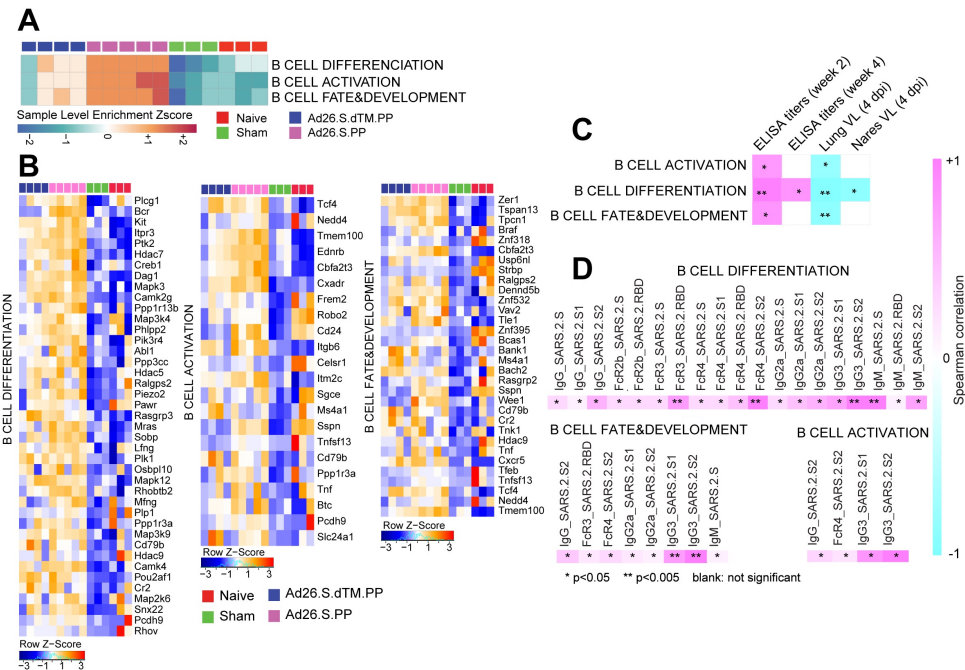 A
B CELL DIFFERENCIATION
B CELL ACTIVATION
B CELL FATE&DEVELOPMENT
Sample Level Enrichment Zscore
-2 -1 0 +1 +2
Naive
Ad26.S.dTM.PP
Sham
Ad26.S.PP
B
B CELL DIFFERENTIATION
Plcg1
Bcr
Kit
Itpr3
Ptk2
Hdac7
Creb1
Dag1
Mapk3
Camk2g
Ppp1r13b
Map3k4
Phlpp2
Pik3r4
Abl1
Ppp3cc
Hdac5
Ralgps2
Piezo2
Pawr
Rasgrp3
Mras
Sobp
Lfng
Plk1
Osbpl10
Mapk12
Rhobtb2
Mfng
Plp1
Ppp1r3a
Map3k9
Cd79b
Hdac9
Camk4
Pou2af1
Cr2
Map2k6
Snx22
Pcdh9
Rhov
Row Z-Score
−3 −1 1 3
B CELL ACTIVATION
Tcf4
Nedd4
Tmem100
Ednrb
Cbfa2t3
Cxadr
Frem2
Robo2
Cd24
Itgb6
Celsr1
Itm2c
Sgce
Ms4a1
Sspn
Tnfsf13
Cd79b
Ppp1r3a
Tnf
Btc
Pcdh9
Slc24a1
Row Z-Score
−3 −1 1 3
B CELL FATE&DEVELOPMENT
Zer1
Tspan13
Tpcn1
Braf
Znf318
Cbfa2t3
Usp6nl
Strbp
Ralgps2
Dennd5b
Znf532
Vav2
Tle1
Znf395
Bcas1
Bank1
Ms4a1
Bach2
Rasgrp2
Sspn
Wee1
Cd79b
Cr2
Tnk1
Hdac9
Tnf
Cxcr5
Tfeb
Tnfsf13
Tcf4
Nedd4
Tmem100
Row Z-Score
−3 −1 1 3
Naive
Ad26.S.dTM.PP
Sham
Ad26.S.PP
C
ELISA titers (week 2)
ELISA titers (week 4)
Lung VL (4 dpi)
Nares VL (4 dpi)
B CELL ACTIVATION * *
B CELL DIFFERENTIATION ** * ** *
B CELL FATE&DEVELOPMENT * **
+1
0
-1
Spearman correlation
D
B CELL DIFFERENTIATION
IgG_SARS.2.S
IgG_SARS.2.S1
IgG_SARS.2.S2
FcR2b_SARS.2.S
FcR2b_SARS.2.RBD
FcR3_SARS.2.S
FcR3_SARS.2.RBD
FcR4_SARS.2.S
FcR4_SARS.2.RBD
FcR4_SARS.2.S2
IgG2a_SARS.2.S
IgG2a_SARS.2.S1
IgG2a_SARS.2.S2
IgG3_SARS.2.S1
IgG3_SARS.2.S2
IgM_SARS.2.S
IgM_SARS.2.RBD
IgM_SARS.2.S2
* * * * * * ** * * ** * * * * ** ** * *
B CELL FATE&DEVELOPMENT
IgG_SARS.2.S2
FcR3_SARS.2.RBD
FcR4_SARS.2.S2
IgG2a_SARS.2.S1
IgG2a_SARS.2.S2
IgG3_SARS.2.S1
IgG3_SARS.2.S2
IgM_SARS.2.S
* * * * * ** ** *
B CELL ACTIVATION
IgG_SARS.2.S2
FcR4_SARS.2.S2
IgG3_SARS.2.S1
IgG3_SARS.2.S2
* * * *
* p<0.05 ** p<0.005 blank: not significant